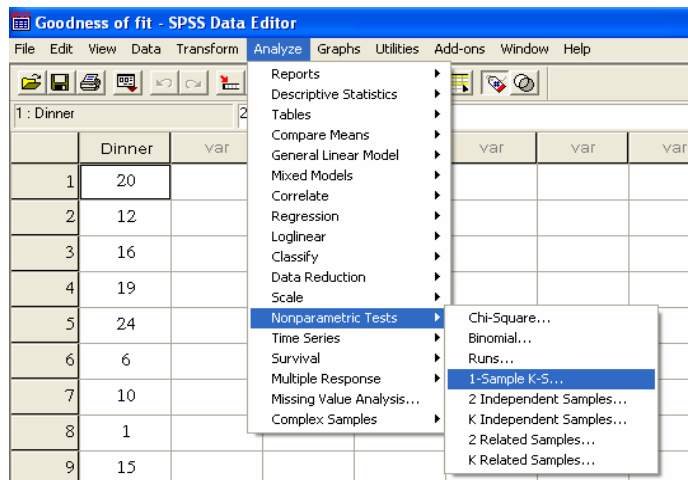 Goodness of fit - SPSS Data Editor
File Edit View Data Transform Analyze Graphs Utilities Add-ons Window Help
1 : Dinner 2
Dinner var var var var
1 20
2 12
3 16
4 19
5 24
6 6
7 10
8 1
9 15
Reports
Descriptive Statistics
Tables
Compare Means
General Linear Model
Mixed Models
Correlate
Regression
Loglinear
Classify
Data Reduction
Scale
Nonparametric Tests
Time Series
Survival
Multiple Response
Missing Value Analysis...
Complex Samples
Chi-Square...
Binomial...
Runs...
1-Sample K-S...
2 Independent Samples...
K Independent Samples...
2 Related Samples...
K Related Samples...